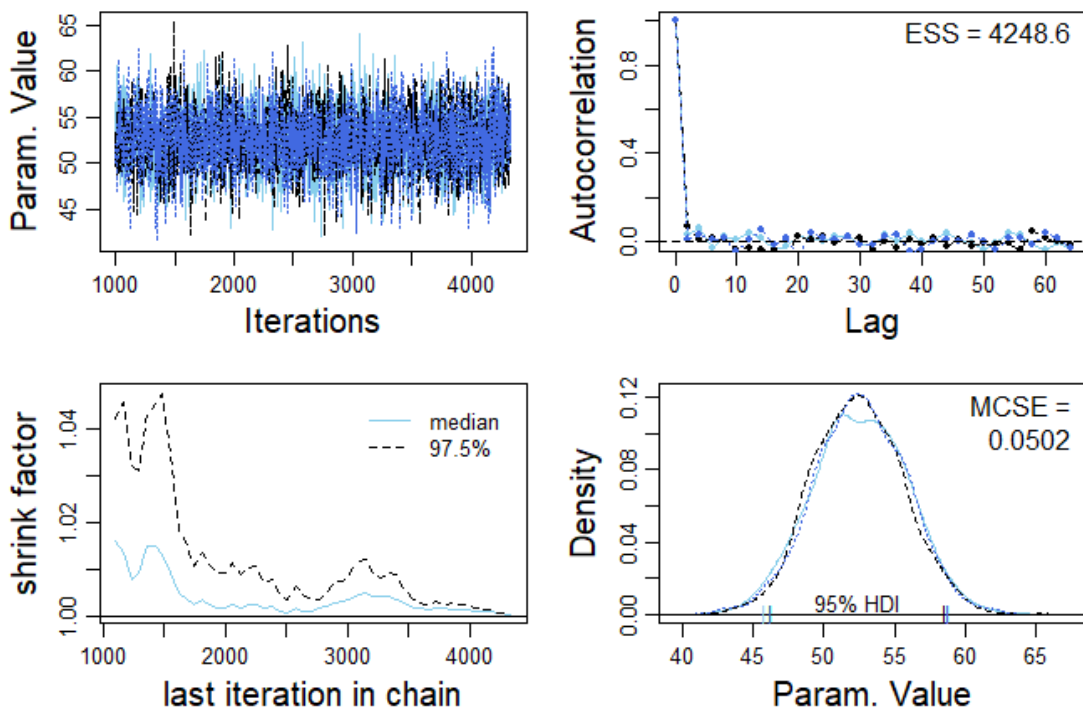 Param. Value
65
60
55
50
45
1000 2000 3000 4000
Iterations
Autocorrelation
0.8
0.4
0.0
ESS = 4248.6
0 10 20 30 40 50 60
Lag
shrink factor
1.04
1.02
1.00
median
97.5%
1000 2000 3000 4000
last iteration in chain
Density
0.12
0.08
0.04
0.00
MCSE =
0.0502
95% HDI
40 45 50 55 60 65
Param. Value